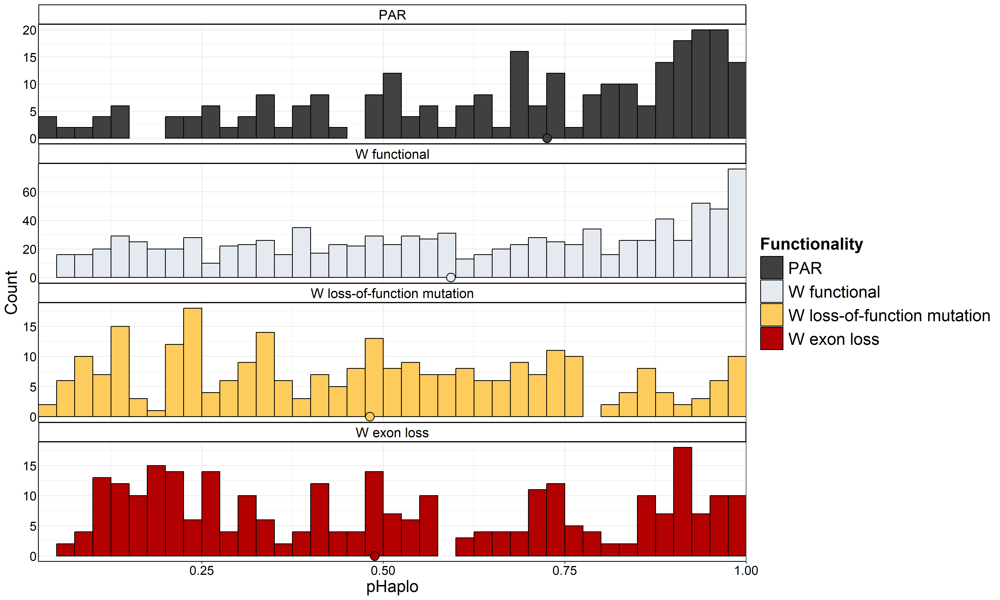 PAR
20
15
10
5
0
W functional
60
40
20
0
W loss-of-function mutation
15
10
5
0
W exon loss
15
10
5
0
0.25 0.50 0.75 1.00
pHaplo
Count
Functionality
PAR
W functional
W loss-of-function mutation
W exon loss